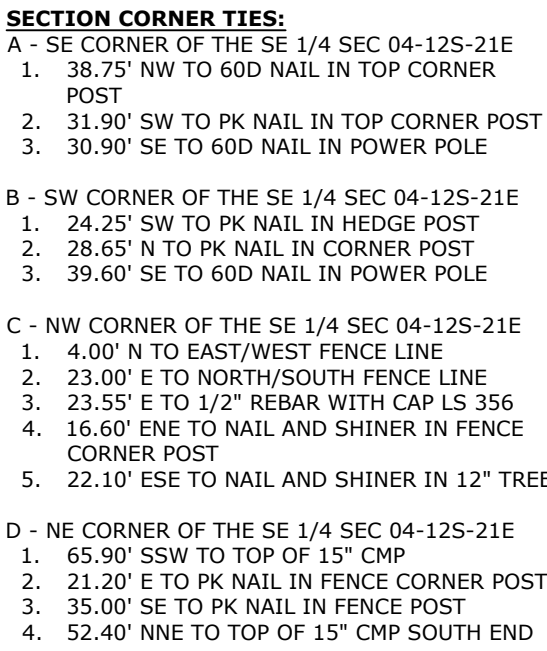 SECTION CORNER TIES:
A - SE CORNER OF THE SE 1/4 SEC 04-12S-21E
1. 38.75' NW TO 60D NAIL IN TOP CORNER
POST
2. 31.90' SW TO PK NAIL IN TOP CORNER POST
3. 30.90' SE TO 60D NAIL IN POWER POLE
B - SW CORNER OF THE SE 1/4 SEC 04-12S-21E
1. 24.25' SW TO PK NAIL IN HEDGE POST
2. 28.65' N TO PK NAIL IN CORNER POST
3. 39.60' SE TO 60D NAIL IN POWER POLE
C - NW CORNER OF THE SE 1/4 SEC 04-12S-21E
1. 4.00' N TO EAST/WEST FENCE LINE
2. 23.00' E TO NORTH/SOUTH FENCE LINE
3. 23.55' E TO 1/2" REBAR WITH CAP LS 356
4. 16.60' ENE TO NAIL AND SHINER IN FENCE
CORNER POST
5. 22.10' ESE TO NAIL AND SHINER IN 12" TREE
D - NE CORNER OF THE SE 1/4 SEC 04-12S-21E
1. 65.90' SSW TO TOP OF 15" CMP
2. 21.20' E TO PK NAIL IN FENCE CORNER POST
3. 35.00' SE TO PK NAIL IN FENCE POST
4. 52.40' NNE TO TOP OF 15" CMP SOUTH END